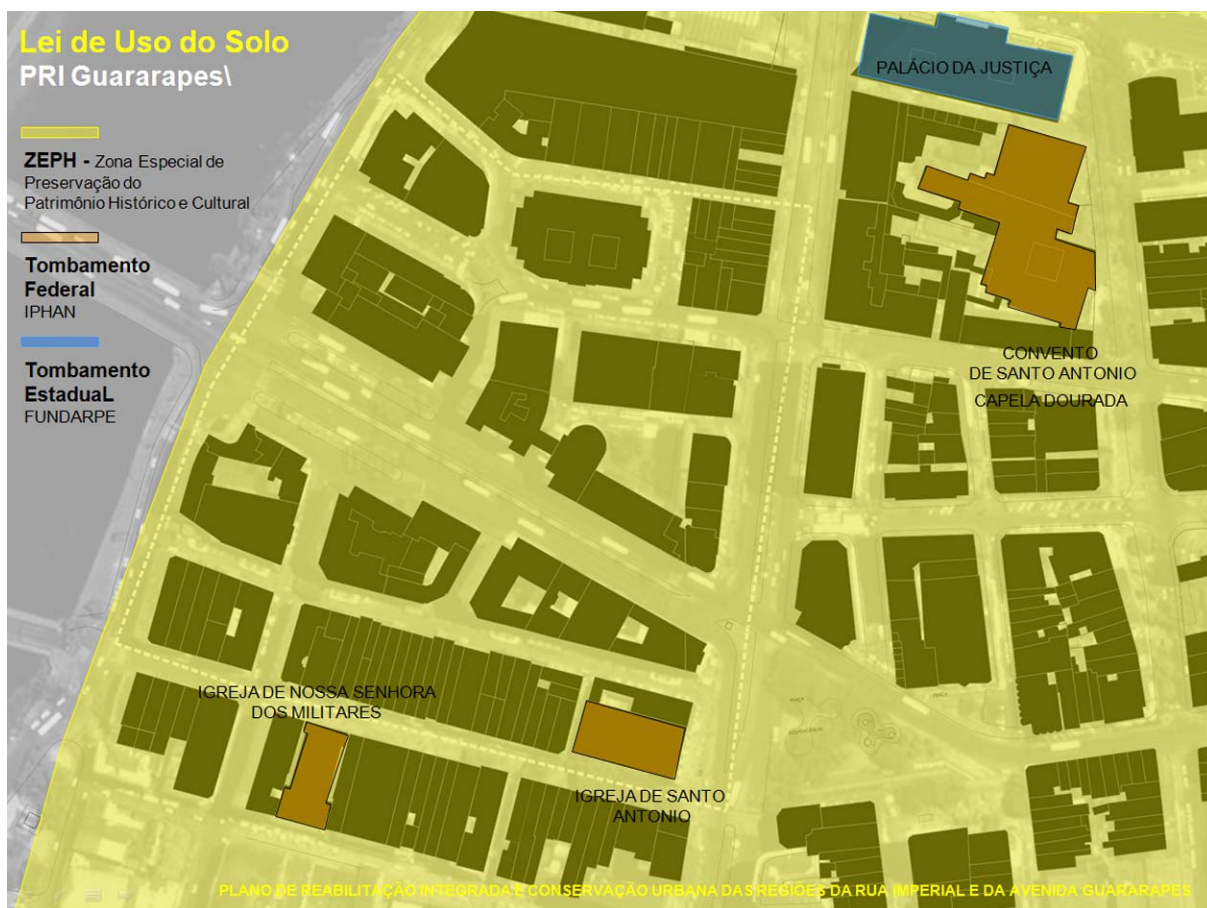 Lei de Uso do Solo
PRI Guararapes\
ZEPH - Zona Especial de
Preservação do
Patrimônio Histórico e Cultural
Tombamento
Federal
IPHAN
Tombamento
EstaduaL
FUNDARPE
PALÁCIO DA JUSTIÇA
CONVENTO
DE SANTO ANTONIO
CAPELA DOURADA
IGREJA DE NOSSA SENHORA
DOS MILITARES
IGREJA DE SANTO
ANTONIO
PLANO DE REABILITAÇÃO INTEGRADA E CONSERVAÇÃO URBANA DAS REGIÕES DA RUA IMPERIAL E DA AVENIDA GUARARAPES